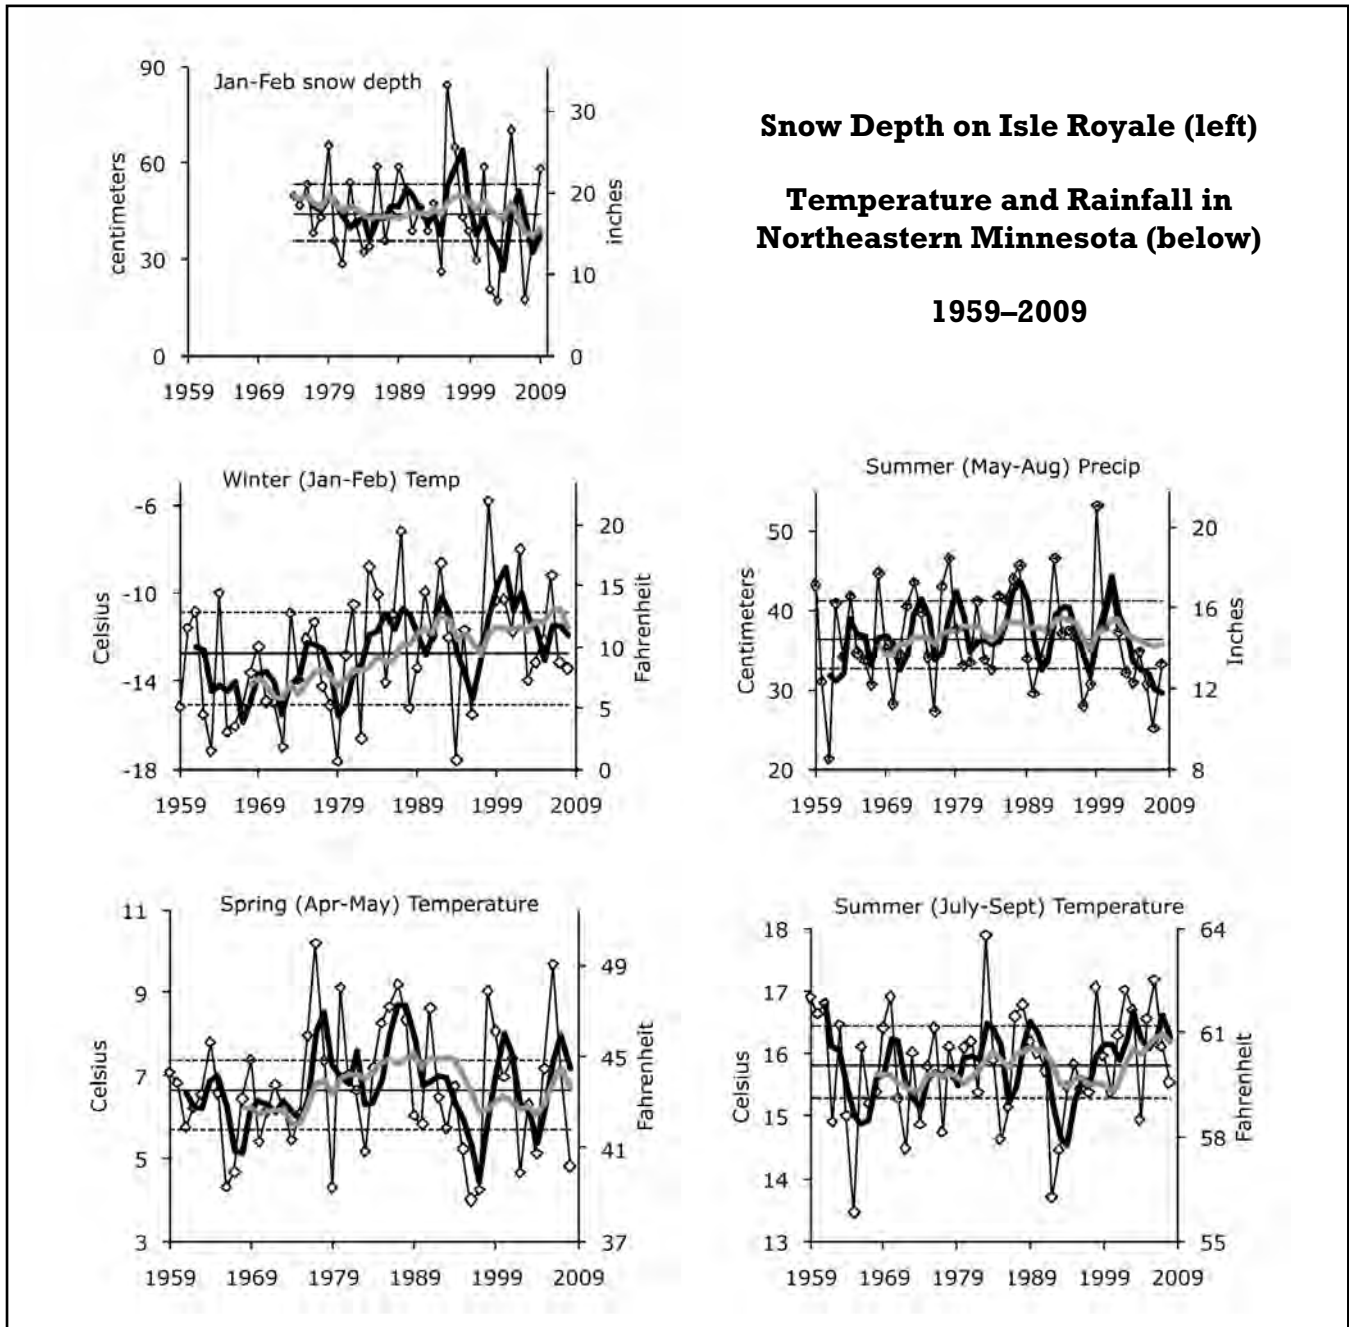 Jan-Feb snow depth
90
60
30
0
centimeters
30
20
10
0
inches
1959 1969 1979 1989 1999 2009
Snow Depth on Isle Royale (left)
Temperature and Rainfall in
Northeastern Minnesota (below)
1959–2009
Winter (Jan-Feb) Temp
-6
-10
-14
-18
Celsius
20
15
10
5
0
Fahrenheit
1959 1969 1979 1989 1999 2009
Summer (May-Aug) Precip
50
40
30
20
Centimeters
20
16
12
8
Inches
1959 1969 1979 1989 1999 2009
Spring (Apr-May) Temperature
11
9
7
5
3
Celsius
49
45
41
37
Fahrenheit
1959 1969 1979 1989 1999 2009
Summer (July-Sept) Temperature
18
17
16
15
14
13
Celsius
64
61
58
55
Fahrenheit
1959 1969 1979 1989 1999 2009